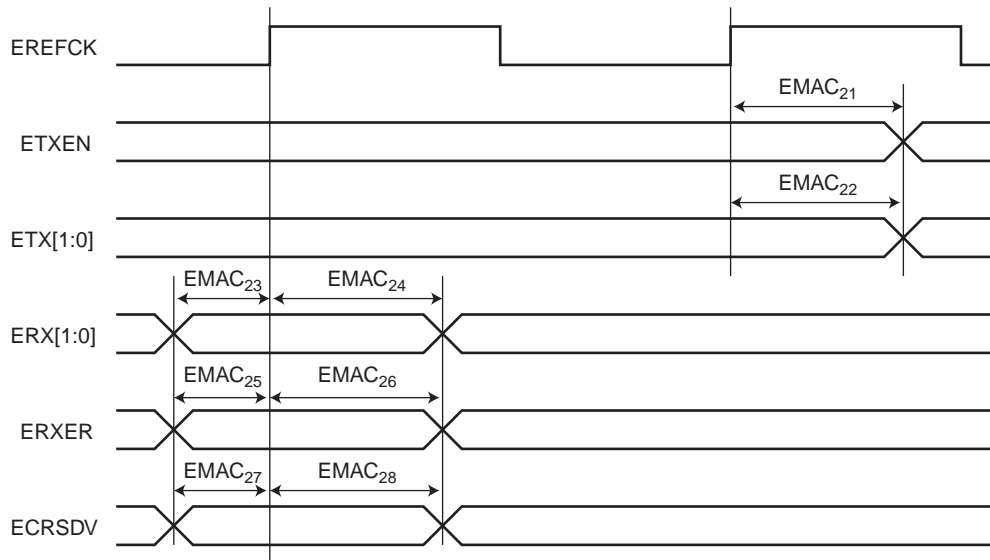 EREFCK
EMAC21
ETXEN
EMAC22
ETX[1:0]
EMAC23 EMAC24
ERX[1:0]
EMAC25 EMAC26
ERXER
EMAC27 EMAC28
ECRSDV